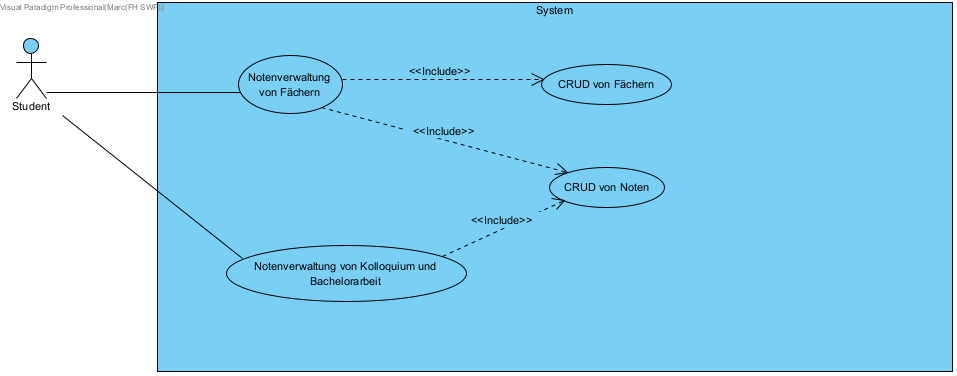 Visual Paradigm Professional(Marc(FH SWF))
System
Student
Notenverwaltung
von Fächern
<<Include>>
CRUD von Fächern
<<Include>>
CRUD von Noten
<<Include>>
Notenverwaltung von Kolloquium und
Bachelorarbeit